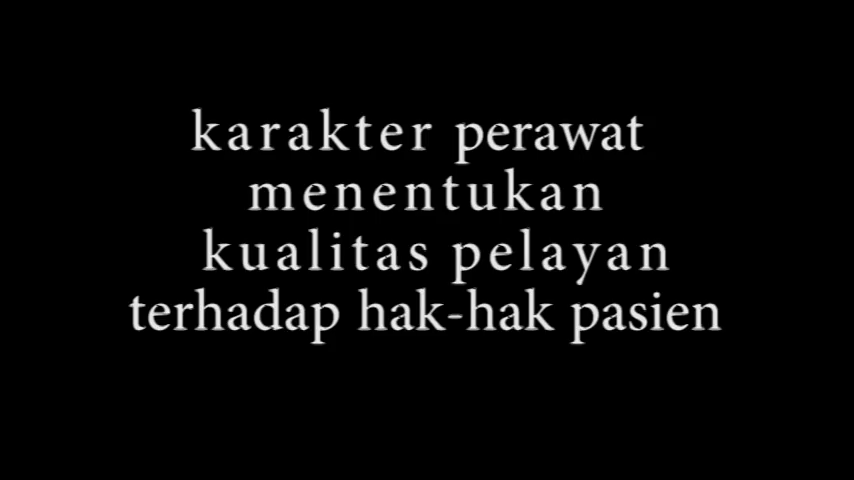 karakter perawat
menentukan
kualitas pelayan
terhadap hak-hak pasien